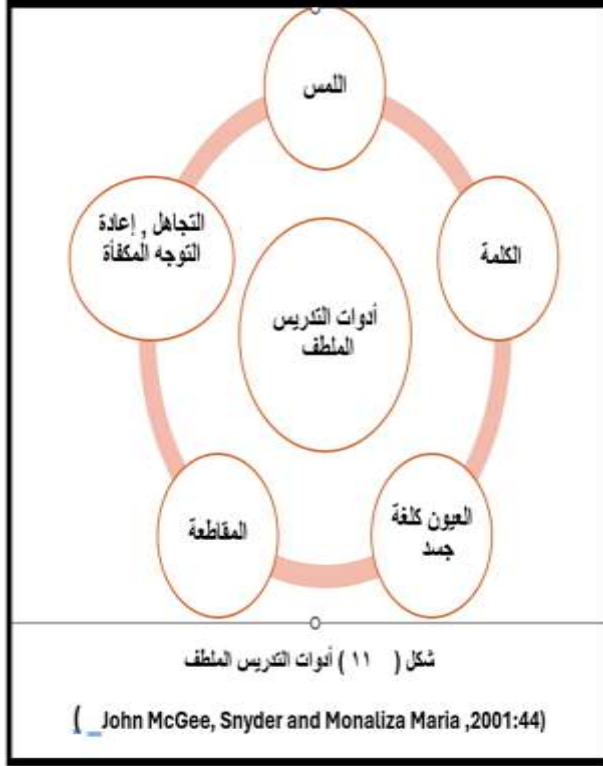 اللمس
الكلمة
العيون كلغة
جسد
المقاطعة
التجاهل , إعادة
التوجه المكفأة
أدوات التدريس
الملطف
شكل ( ١١ ) أدوات التدريس الملطف
( _John McGee, Snyder and Monaliza Maria ,2001:44)